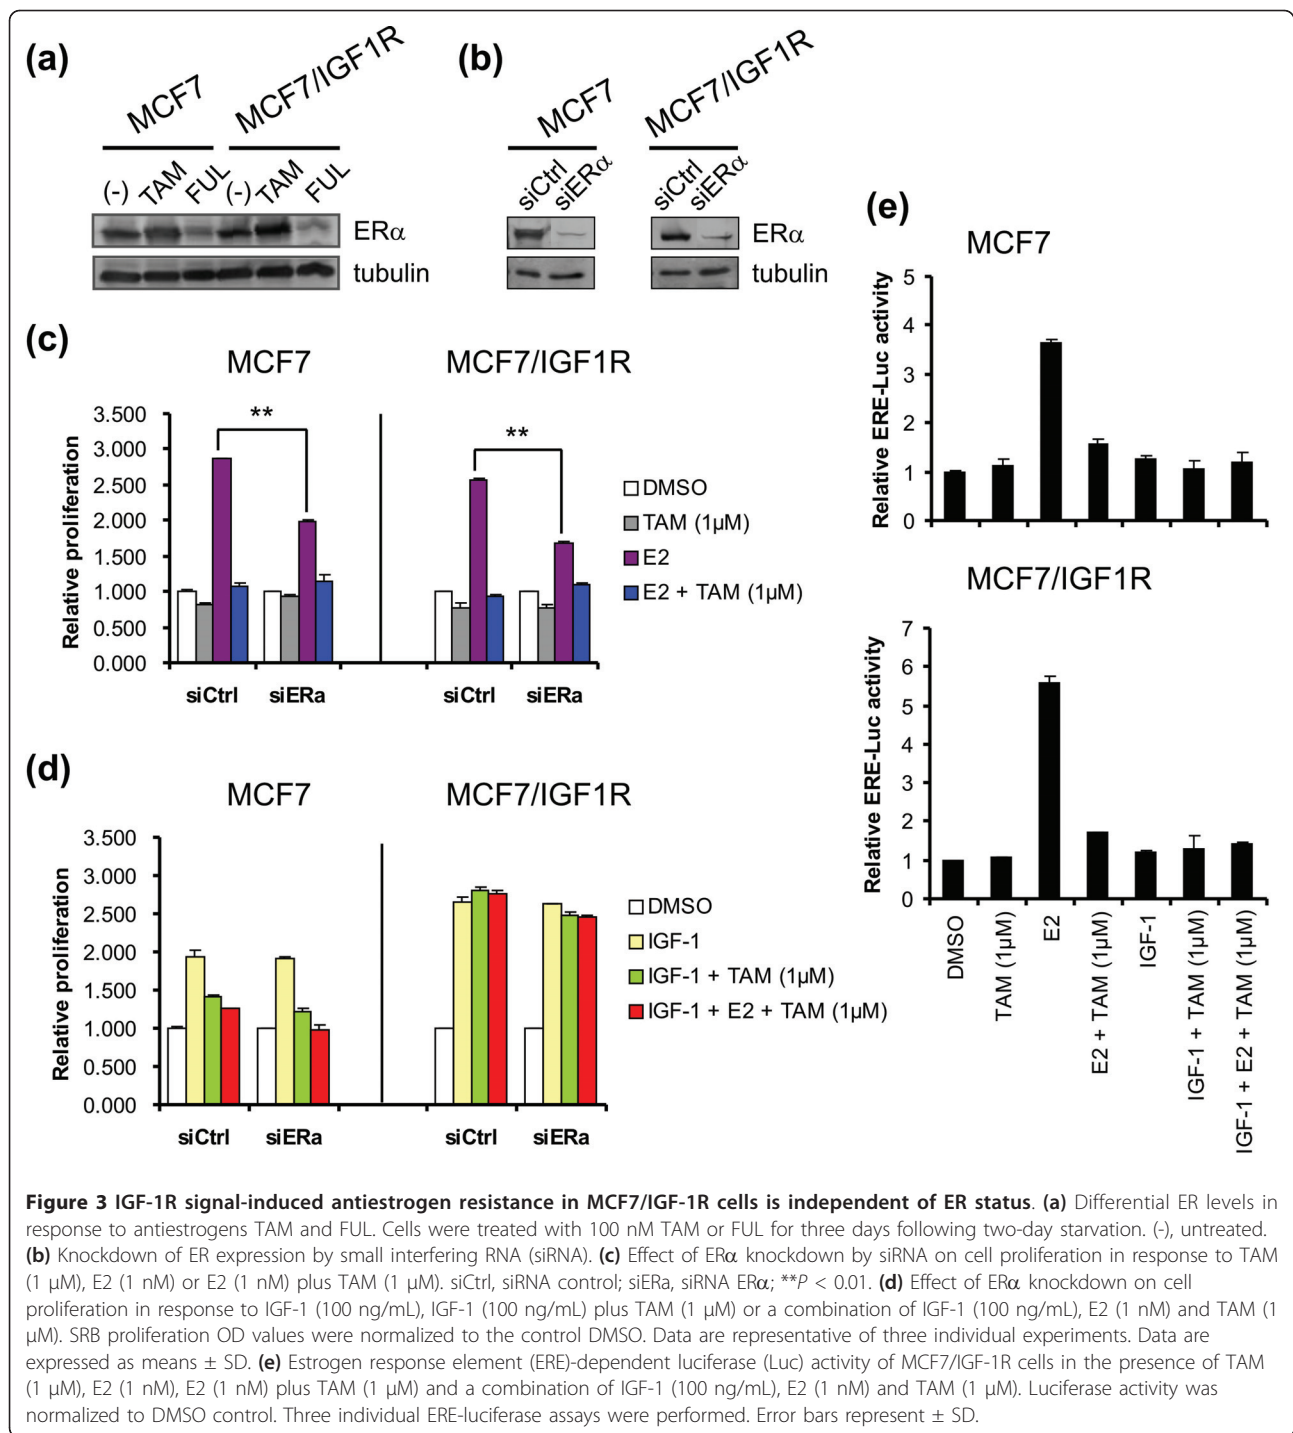 (a)
MCF7
MCF7/IGF1R
(-)
TAM
FUL
(-)
TAM
FUL
ERα
tubulin
(b)
MCF7
MCF7/IGF1R
siCtrl
siERα
siCtrl
siERα
ERα
tubulin
(c)
MCF7
MCF7/IGF1R
Relative proliferation
3.500
3.000
2.500
2.000
1.500
1.000
0.500
0.000
**
**
siCtrl
siERa
siCtrl
siERa
DMSO
TAM (1µM)
E2
E2 + TAM (1µM)
(d)
MCF7
MCF7/IGF1R
Relative proliferation
3.500
3.000
2.500
2.000
1.500
1.000
0.500
0.000
siCtrl
siERa
siCtrl
siERa
DMSO
IGF-1
IGF-1 + TAM (1µM)
IGF-1 + E2 + TAM (1µM)
(e)
MCF7
Relative ERE-Luc activity
5
4
3
2
1
0
MCF7/IGF1R
Relative ERE-Luc activity
7
6
5
4
3
2
1
0
DMSO
TAM (1µM)
E2
E2 + TAM (1µM)
IGF-1
IGF-1 + TAM (1µM)
IGF-1 + E2 + TAM (1µM)
Figure 3 IGF-1R signal-induced antiestrogen resistance in MCF7/IGF-1R cells is independent of ER status. (a) Differential ER levels in
response to antiestrogens TAM and FUL. Cells were treated with 100 nM TAM or FUL for three days following two-day starvation. (-), untreated.
(b) Knockdown of ER expression by small interfering RNA (siRNA). (c) Effect of ERα knockdown by siRNA on cell proliferation in response to TAM
(1 µM), E2 (1 nM) or E2 (1 nM) plus TAM (1 µM). siCtrl, siRNA control; siERa, siRNA ERα; **P < 0.01. (d) Effect of ERα knockdown on cell
proliferation in response to IGF-1 (100 ng/mL), IGF-1 (100 ng/mL) plus TAM (1 µM) or a combination of IGF-1 (100 ng/mL), E2 (1 nM) and TAM (1
µM). SRB proliferation OD values were normalized to the control DMSO. Data are representative of three individual experiments. Data are
expressed as means ± SD. (e) Estrogen response element (ERE)-dependent luciferase (Luc) activity of MCF7/IGF-1R cells in the presence of TAM
(1 µM), E2 (1 nM), E2 (1 nM) plus TAM (1 µM) and a combination of IGF-1 (100 ng/mL), E2 (1 nM) and TAM (1 µM). Luciferase activity was
normalized to DMSO control. Three individual ERE-luciferase assays were performed. Error bars represent ± SD.